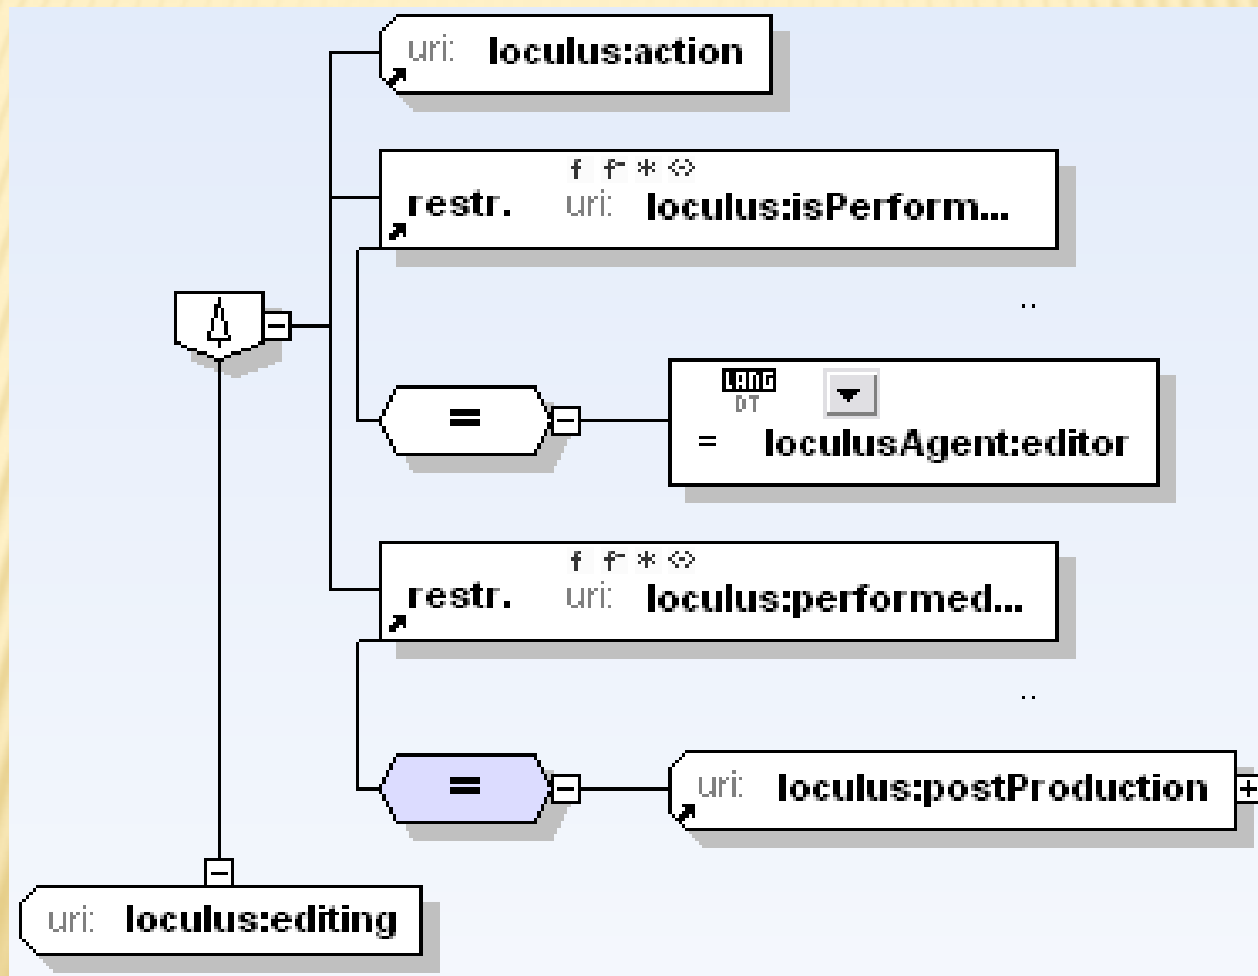 uri: loculus:action
f f⁻ * <>
restr. uri: loculus:isPerform...
..
=
LANG
DT
= loculusAgent:editor
f f⁻ * <>
restr. uri: loculus:performed...
..
=
uri: loculus:postProduction
uri: loculus:editing